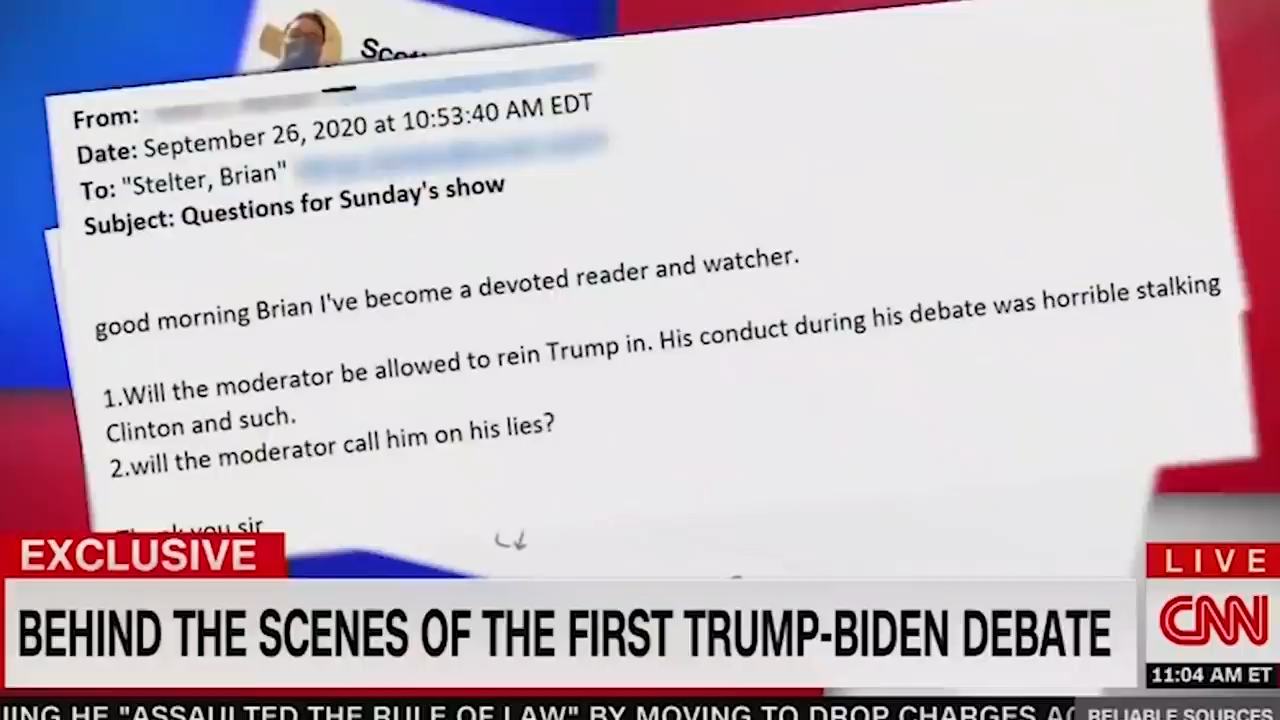 From:
Date: September 26, 2020 at 10:53:40 AM EDT
To: "Stelter, Brian"
Subject: Questions for Sunday's show
good morning Brian I've become a devoted reader and watcher.
1.Will the moderator be allowed to rein Trump in. His conduct during his debate was horrible stalking
Clinton and such.
2.will the moderator call him on his lies?
Thank you sir
EXCLUSIVE
BEHIND THE SCENES OF THE FIRST TRUMP-BIDEN DEBATE
LIVE
CNN
11:04 AM ET
HE "ASSAULTED THE RULE OF LAW" BY MOVING TO DROP CHARGES
RELIABLE SOURCES